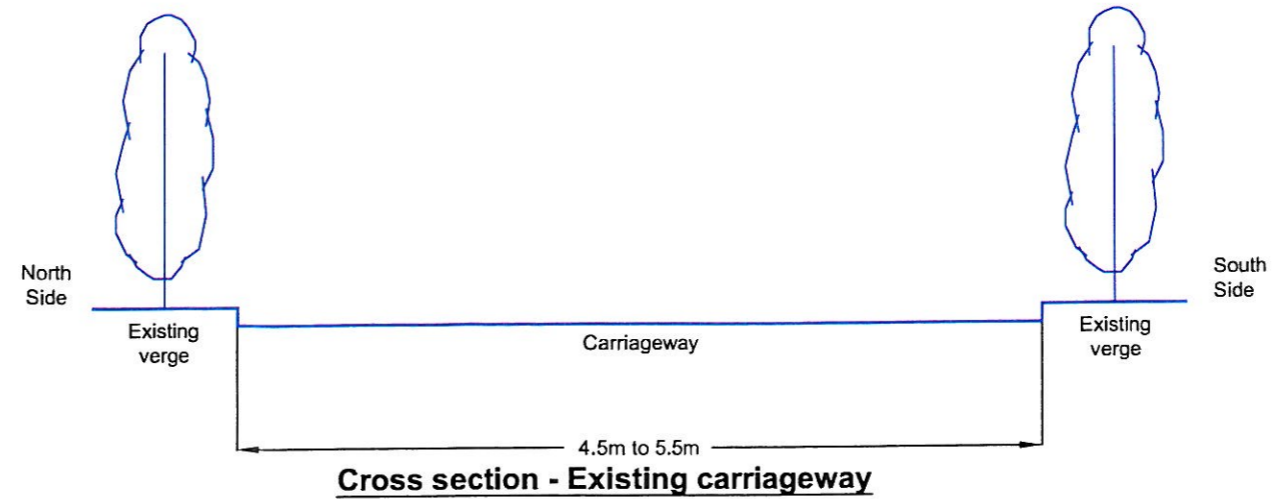 North
Side
Existing
verge
Carriageway
South
Side
Existing
verge
4.5m to 5.5m
Cross section - Existing carriageway